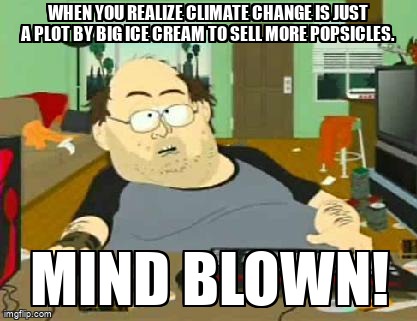 WHEN YOU REALIZE CLIMATE CHANGE IS JUST
A PLOT BY BIG ICE CREAM TO SELL MORE POPSICLES.
MIND BLOWN!
imgflip.com